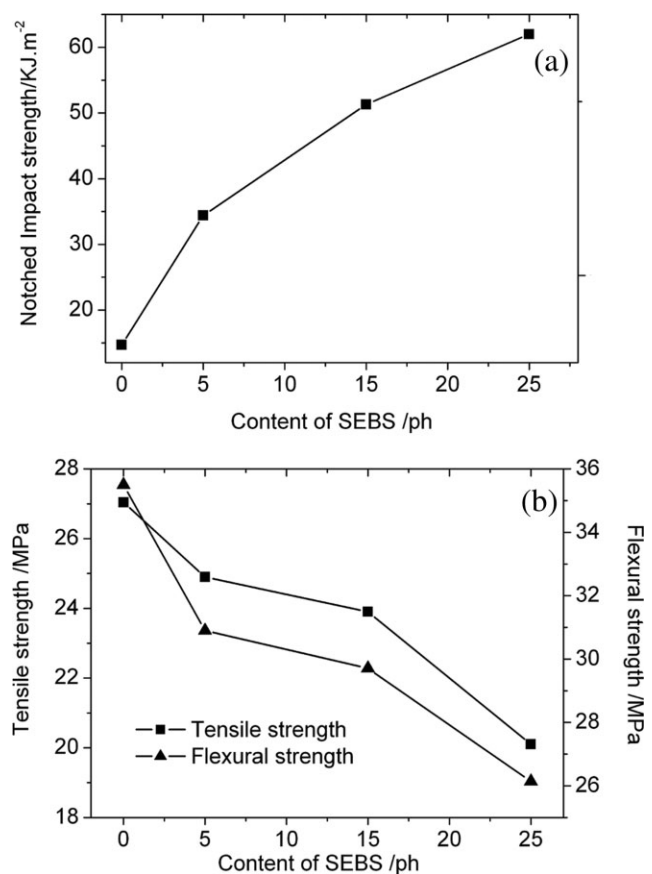 60
50
40
30
20
Notched Impact strength/KJ.m-2
(a)
0 5 10 15 20 25
Content of SEBS /ph
28
26
24
22
20
18
Tensile strength /MPa
(b)
Tensile strength
Flexural strength
36
34
32
30
28
26
Flexural strength /MPa
0 5 10 15 20 25
Content of SEBS /ph